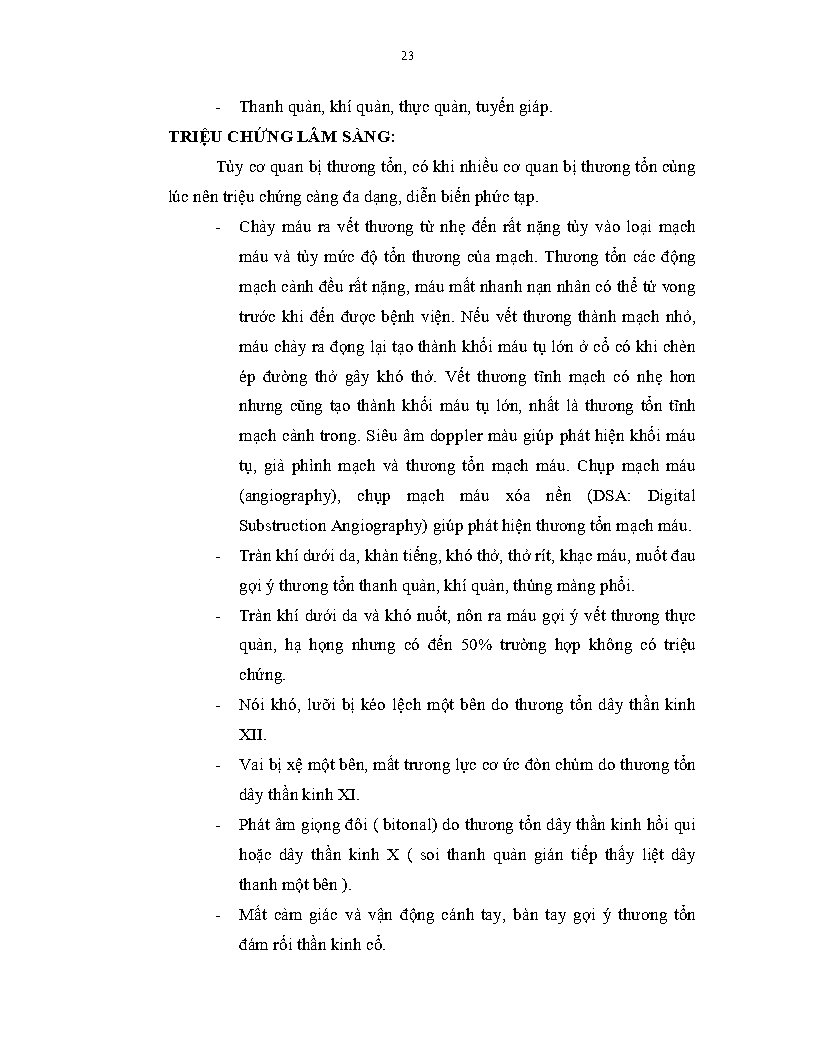 23
- Thanh quản, khí quản, thực quản, tuyến giáp.
TRIỆU CHỨNG LÂM SÀNG:
Tùy cơ quan bị thương tổn, có khi nhiều cơ quan bị thương tổn cùng
lúc nên triệu chứng càng đa dạng, diễn biến phức tạp.
- Chảy máu ra vết thương từ nhẹ đến rất nặng tùy vào loại mạch
máu và tùy mức độ tổn thương của mạch. Thương tổn các động
mạch cảnh đều rất nặng, máu mất nhanh nạn nhân có thể tử vong
trước khi đến được bệnh viện. Nếu vết thương thành mạch nhỏ,
máu chảy ra đọng lại tạo thành khối máu tụ lớn ở cổ có khi chèn
ép đường thở gây khó thở. Vết thương tĩnh mạch có nhẹ hơn
nhưng cũng tạo thành khối máu tụ lớn, nhất là thương tổn tĩnh
mạch cảnh trong. Siêu âm doppler màu giúp phát hiện khối máu
tụ, giả phình mạch và thương tổn mạch máu. Chụp mạch máu
(angiography), chụp mạch máu xóa nền (DSA: Digital
Substruction Angiography) giúp phát hiện thương tổn mạch máu.
- Tràn khí dưới da, khàn tiếng, khó thở, thở rít, khạc máu, nuốt đau
gợi ý thương tổn thanh quản, khí quản, thủng màng phổi.
- Tràn khí dưới da và khó nuốt, nôn ra máu gợi ý vết thương thực
quản, hạ họng nhưng có đến 50% trường hợp không có triệu
chứng.
- Nói khó, lưỡi bị kéo lệch một bên do thương tổn dây thần kinh
XII.
- Vai bị xệ một bên, mất trương lực cơ ức đòn chùm do thương tổn
dây thần kinh XI.
- Phát âm giọng đôi ( bitonal) do thương tổn dây thần kinh hồi qui
hoặc dây thần kinh X ( soi thanh quản gián tiếp thấy liệt dây
thanh một bên ).
- Mất cảm giác và vận động cánh tay, bàn tay gợi ý thương tổn
đám rối thần kinh cổ.